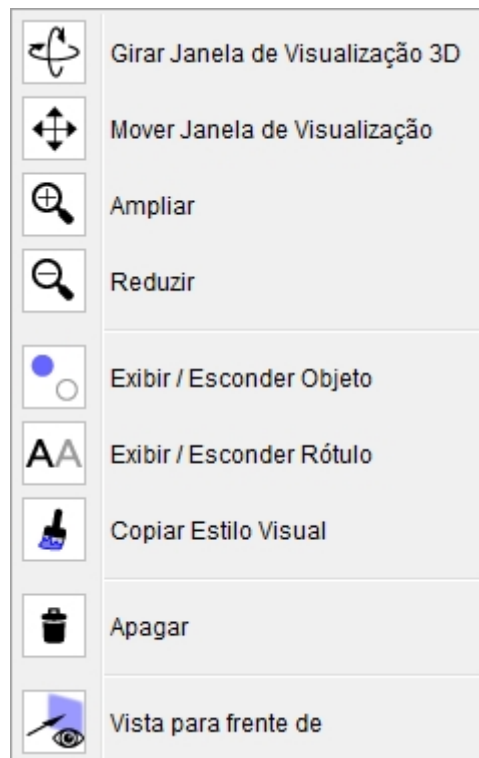 Girar Janela de Visualização 3D
Mover Janela de Visualização
Ampliar
Reduzir
Exibir / Esconder Objeto
AA Exibir / Esconder Rótulo
Copiar Estilo Visual
Apagar
Vista para frente de